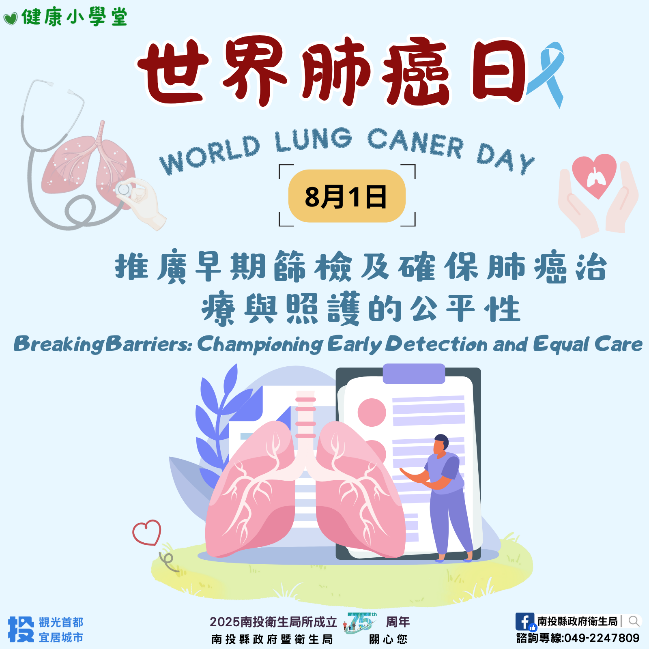 健康小學堂
世界肺癌日
WORLD LUNG CANER DAY
8月1日
推廣早期篩檢及確保肺癌治
療與照護的公平性
Breaking Barriers: Championing Early Detection and Equal Care
投 觀光首都
宜居城市
2025南投衛生局所成立 75 周年
南投縣政府暨衛生局 關心您
南投縣政府衛生局
諮詢專線:049-2247809